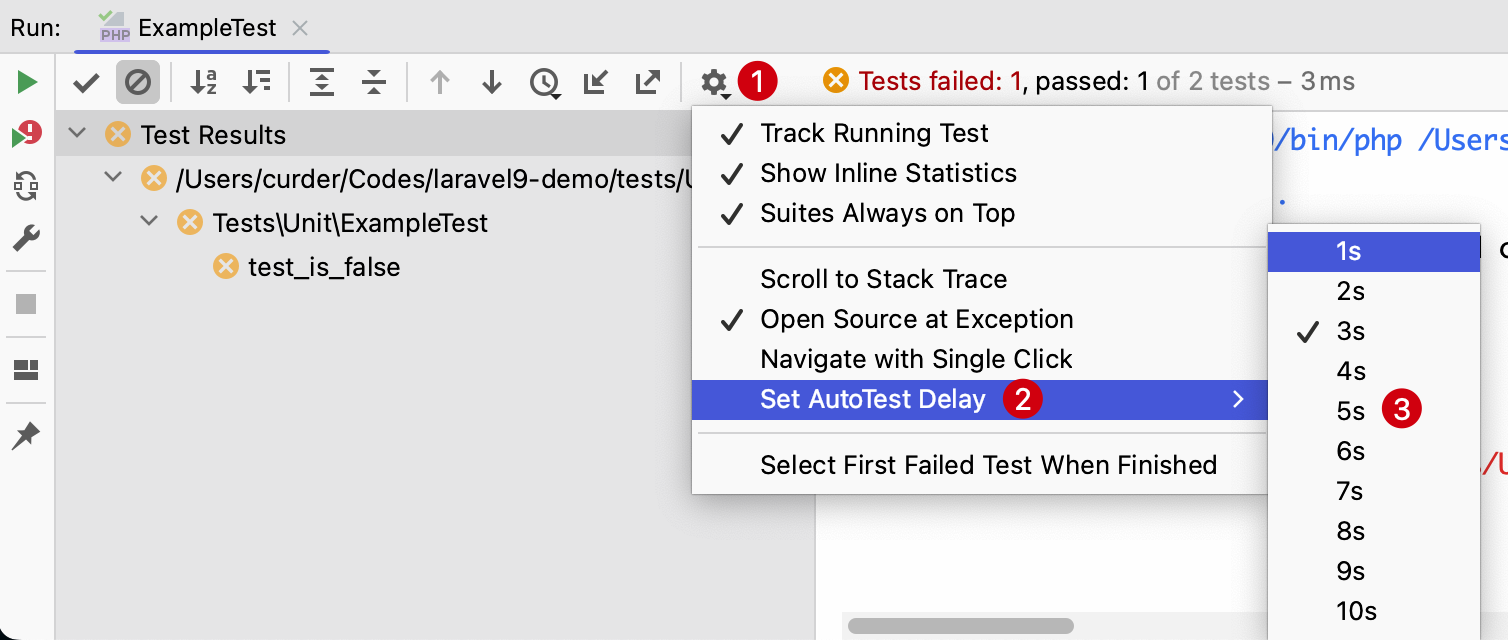 Run: PHP ExampleTest
1 Tests failed: 1, passed: 1 of 2 tests – 3 ms
Test Results
/Users/curder/Codes/laravel9-demo/tests/
Tests\Unit\ExampleTest
test_is_false
Track Running Test
Show Inline Statistics
Suites Always on Top
Scroll to Stack Trace
Open Source at Exception
Navigate with Single Click
Set AutoTest Delay 2
Select First Failed Test When Finished
/bin/php /Users
.
1s
2s
3s
4s
5s 3
6s
7s
8s
9s
10s